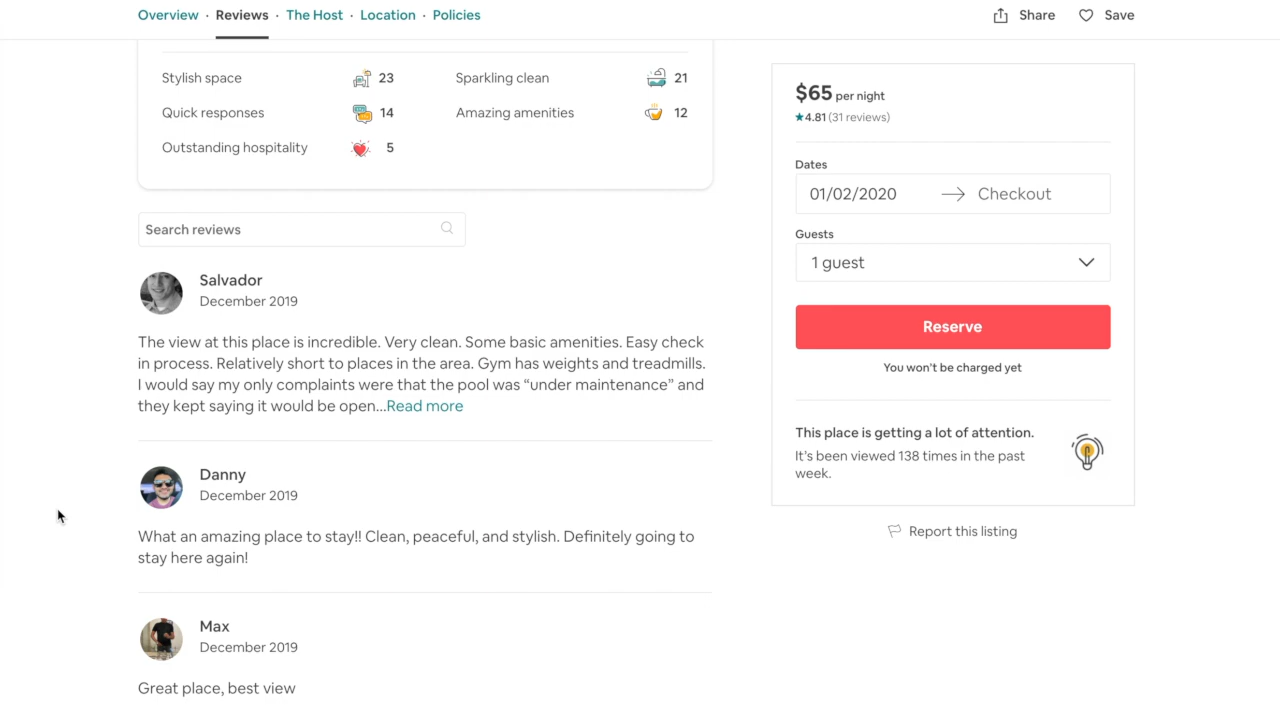 Overview · Reviews · The Host · Location · Policies
Share Save
Stylish space 23 Sparkling clean 21
Quick responses 14 Amazing amenities 12
Outstanding hospitality 5
Search reviews
Salvador
December 2019
The view at this place is incredible. Very clean. Some basic amenities. Easy check
in process. Relatively short to places in the area. Gym has weights and treadmills.
I would say my only complaints were that the pool was “under maintenance” and
they kept saying it would be open...Read more
Danny
December 2019
What an amazing place to stay!! Clean, peaceful, and stylish. Definitely going to
stay here again!
Max
December 2019
Great place, best view
$65 per night
★4.81 (31 reviews)
Dates
01/02/2020 → Checkout
Guests
1 guest
Reserve
You won't be charged yet
This place is getting a lot of attention.
It's been viewed 138 times in the past
week.
Report this listing